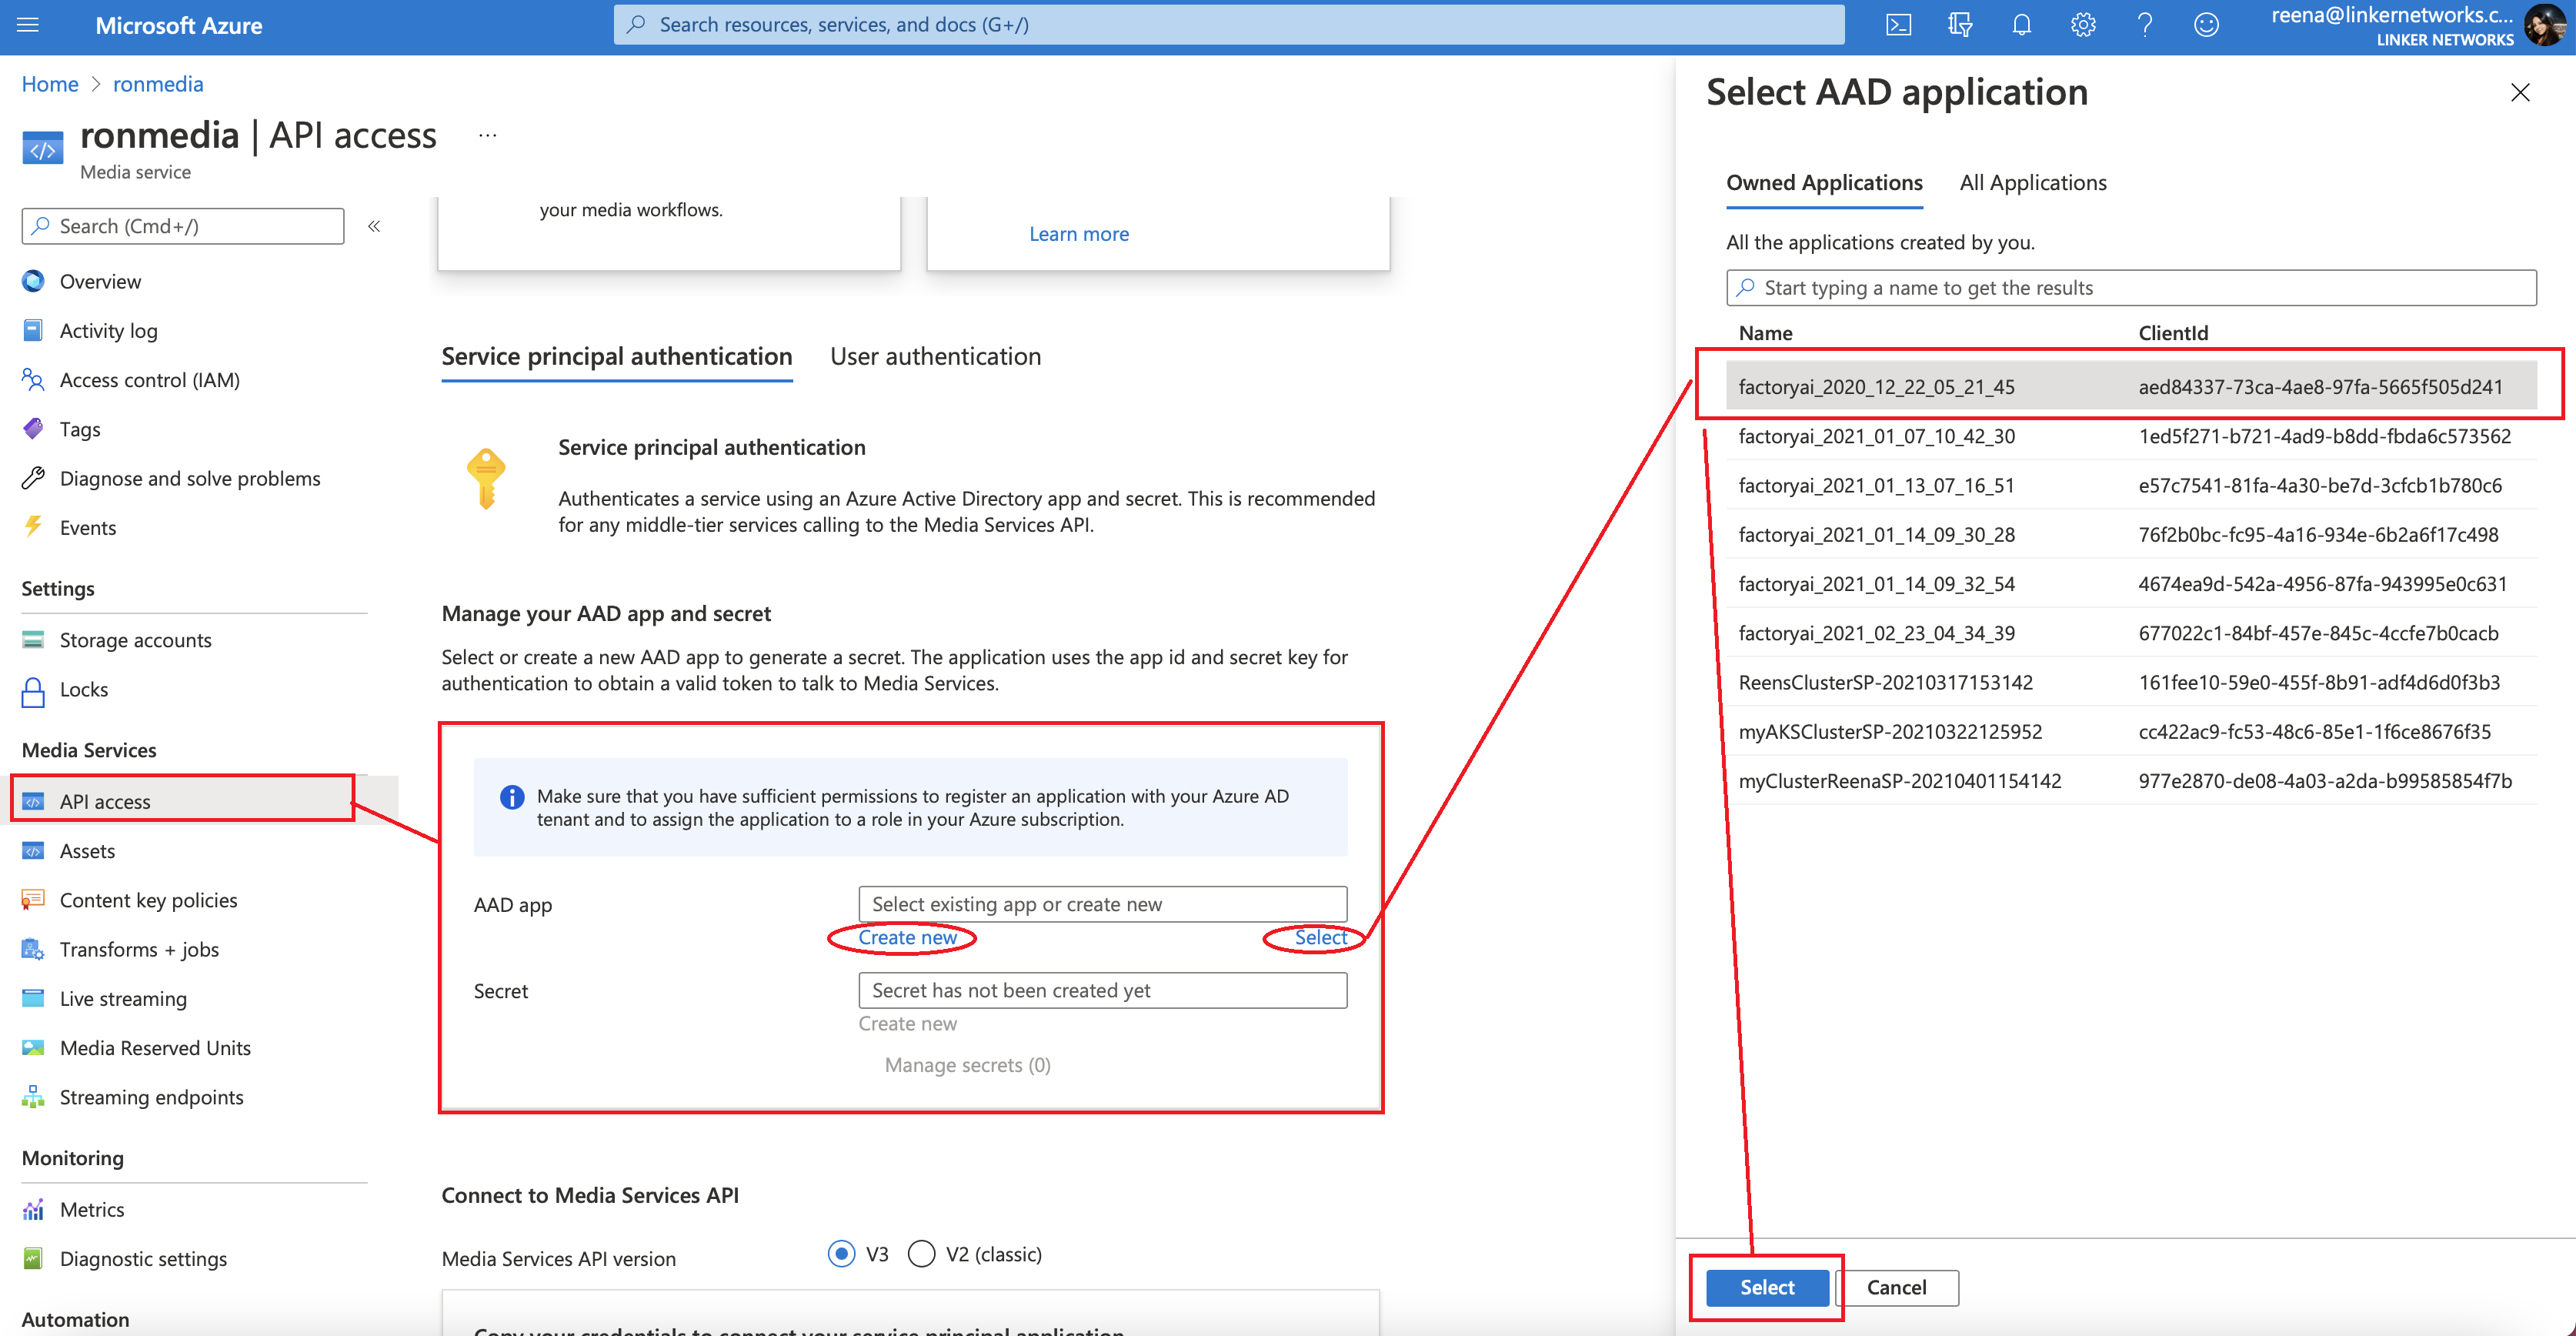 Microsoft Azure
Search resources, services, and docs (G+/)
reena@linkernetworks.c...
LINKER NETWORKS
Home > ronmedia
ronmedia | API access ...
Media service
Search (Cmd+/) «
Overview
Activity log
Access control (IAM)
Tags
Diagnose and solve problems
Events
Settings
Storage accounts
Locks
Media Services
API access
Assets
Content key policies
Transforms + jobs
Live streaming
Media Reserved Units
Streaming endpoints
Monitoring
Metrics
Diagnostic settings
Automation
your media workflows.
Learn more
Service principal authentication User authentication
Service principal authentication
Authenticates a service using an Azure Active Directory app and secret. This is recommended
for any middle-tier services calling to the Media Services API.
Manage your AAD app and secret
Select or create a new AAD app to generate a secret. The application uses the app id and secret key for
authentication to obtain a valid token to talk to Media Services.
Make sure that you have sufficient permissions to register an application with your Azure AD
tenant and to assign the application to a role in your Azure subscription.
AAD app Select existing app or create new
Create new Select
Secret Secret has not been created yet
Create new
Manage secrets (0)
Connect to Media Services API
Media Services API version V3 V2 (classic)
Copy your credentials to connect your service principal application
Select AAD application
Owned Applications All Applications
All the applications created by you.
Start typing a name to get the results
Name ClientId
factoryai_2020_12_22_05_21_45 aed84337-73ca-4ae8-97fa-5665f505d241
factoryai_2021_01_07_10_42_30 1ed5f271-b721-4ad9-b8dd-fbda6c573562
factoryai_2021_01_13_07_16_51 e57c7541-81fa-4a30-be7d-3cfcb1b780c6
factoryai_2021_01_14_09_30_28 76f2b0bc-fc95-4a16-934e-6b2a6f17c498
factoryai_2021_01_14_09_32_54 4674ea9d-542a-4956-87fa-943995e0c631
factoryai_2021_02_23_04_34_39 677022c1-84bf-457e-845c-4ccfe7b0cacb
ReensClusterSP-20210317153142 161fee10-59e0-455f-8b91-adf4d6d0f3b3
myAKSClusterSP-20210322125952 cc422ac9-fc53-48c6-85e1-1f6ce8676f35
myClusterReenaSP-20210401154142 977e2870-de08-4a03-a2da-b99585854f7b
Select Cancel